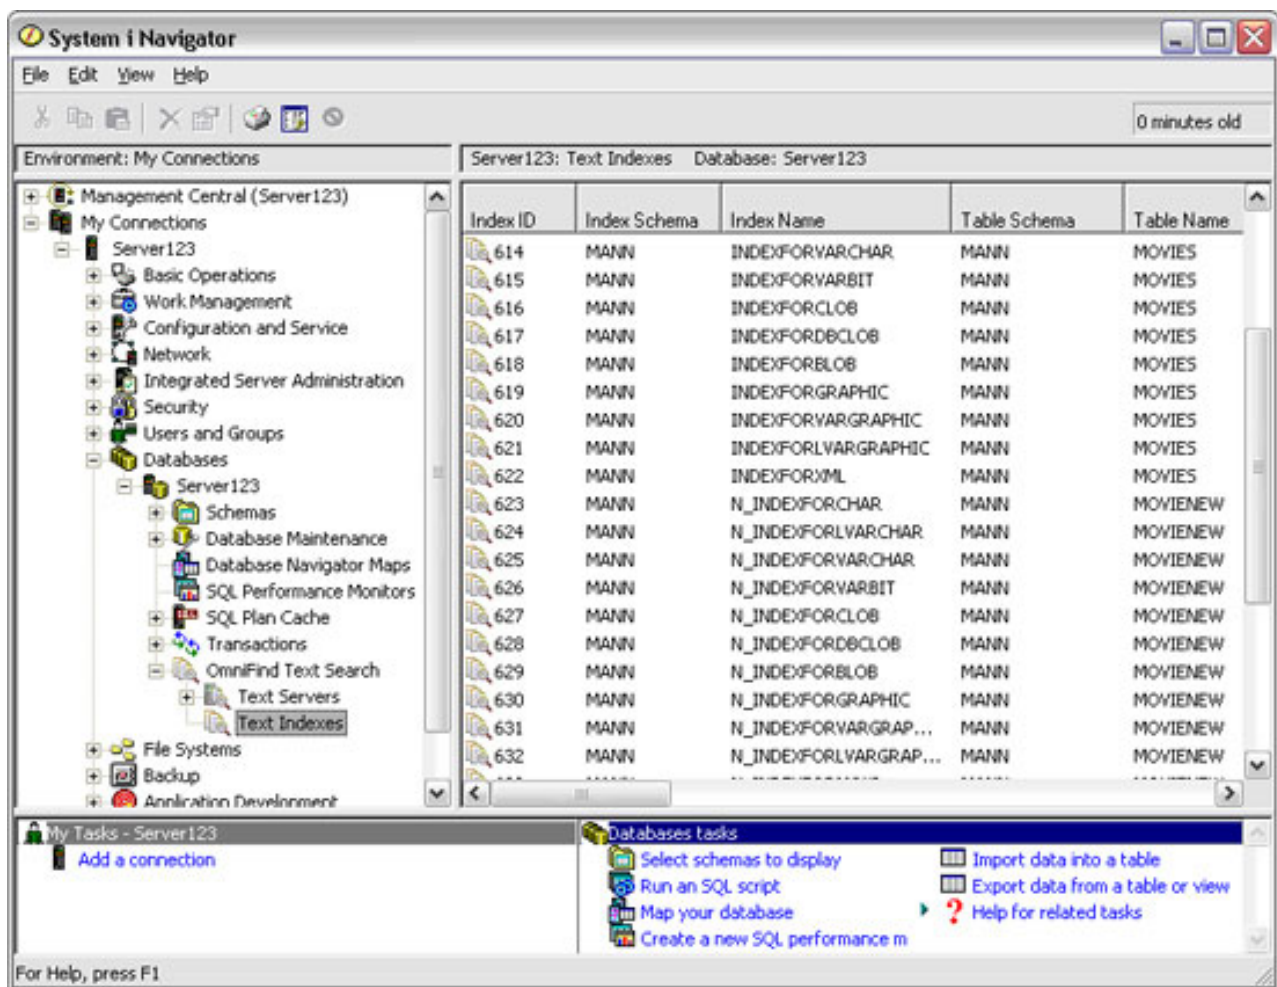 System i Navigator
File Edit View Help
0 minutes old
Environment: My Connections
Server123: Text Indexes Database: Server123
Management Central (Server123)
My Connections
Server123
Basic Operations
Work Management
Configuration and Service
Network
Integrated Server Administration
Security
Users and Groups
Databases
Server123
Schemas
Database Maintenance
Database Navigator Maps
SQL Performance Monitors
SQL Plan Cache
Transactions
OmniFind Text Search
Text Servers
Text Indexes
File Systems
Backup
Application Development
Index ID Index Schema Index Name Table Schema Table Name
614 MANN INDEXFORVARCHAR MANN MOVIES
615 MANN INDEXFORVARBIT MANN MOVIES
616 MANN INDEXFORCLOB MANN MOVIES
617 MANN INDEXFORDBCLOB MANN MOVIES
618 MANN INDEXFORBLOB MANN MOVIES
619 MANN INDEXFORGRAPHIC MANN MOVIES
620 MANN INDEXFORVARGRAPHIC MANN MOVIES
621 MANN INDEXFORLVARGRAPHIC MANN MOVIES
622 MANN INDEXFORXML MANN MOVIES
623 MANN N_INDEXFORCHAR MANN MOVIENEW
624 MANN N_INDEXFORLVARCHAR MANN MOVIENEW
625 MANN N_INDEXFORVARCHAR MANN MOVIENEW
626 MANN N_INDEXFORVARBIT MANN MOVIENEW
627 MANN N_INDEXFORCLOB MANN MOVIENEW
628 MANN N_INDEXFORDBCLOB MANN MOVIENEW
629 MANN N_INDEXFORBLOB MANN MOVIENEW
630 MANN N_INDEXFORGRAPHIC MANN MOVIENEW
631 MANN N_INDEXFORVARGRAP... MANN MOVIENEW
632 MANN N_INDEXFORLVARGRAP... MANN MOVIENEW
My Tasks - Server123
Add a connection
Databases tasks
Select schemas to display
Run an SQL script
Map your database
Create a new SQL performance m
Import data into a table
Export data from a table or view
Help for related tasks
For Help, press F1